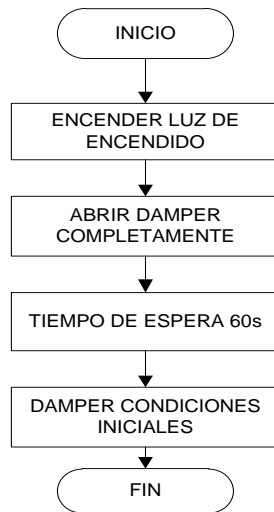 INICIO
ENCENDER LUZ DE
ENCENDIDO
ABRIR DAMPER
COMPLETAMENTE
TIEMPO DE ESPERA 60s
DAMPER CONDICIONES
INICIALES
FIN